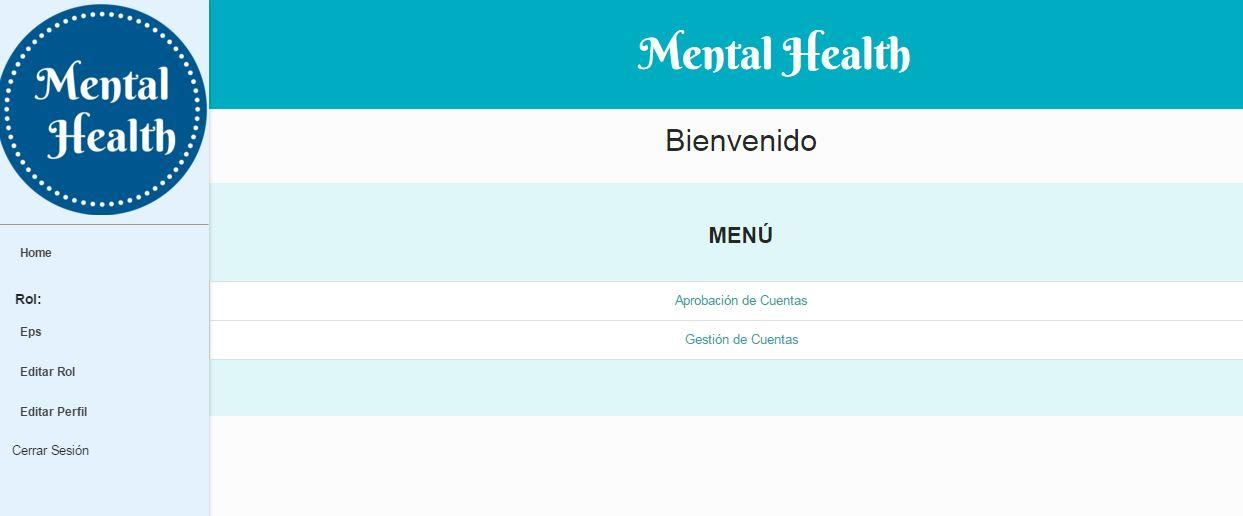 Mental
Health
Home
Rol:
Eps
Editar Rol
Editar Perfil
Cerrar Sesión
Mental Health
Bienvenido
MENÚ
Aprobación de Cuentas
Gestión de Cuentas